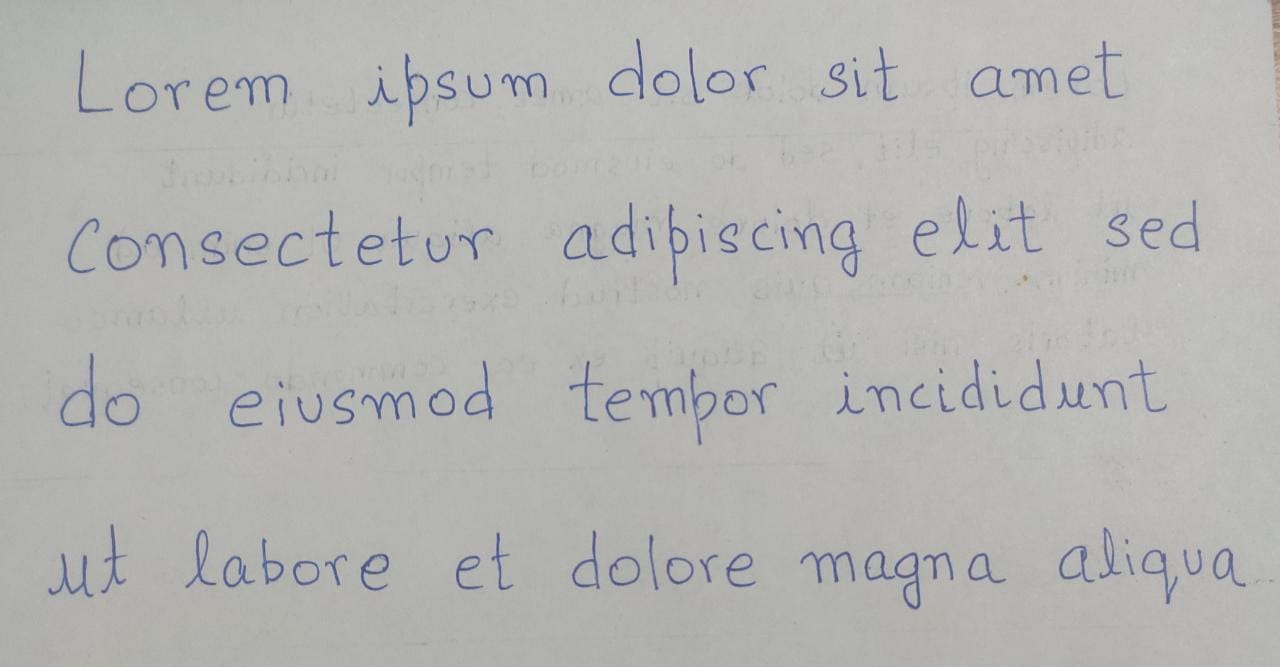 Lorem ipsum dolor sit amet
Consectetur adipiscing elit sed
do eiusmod tempor incididunt
ut labore et dolore magna aliqua